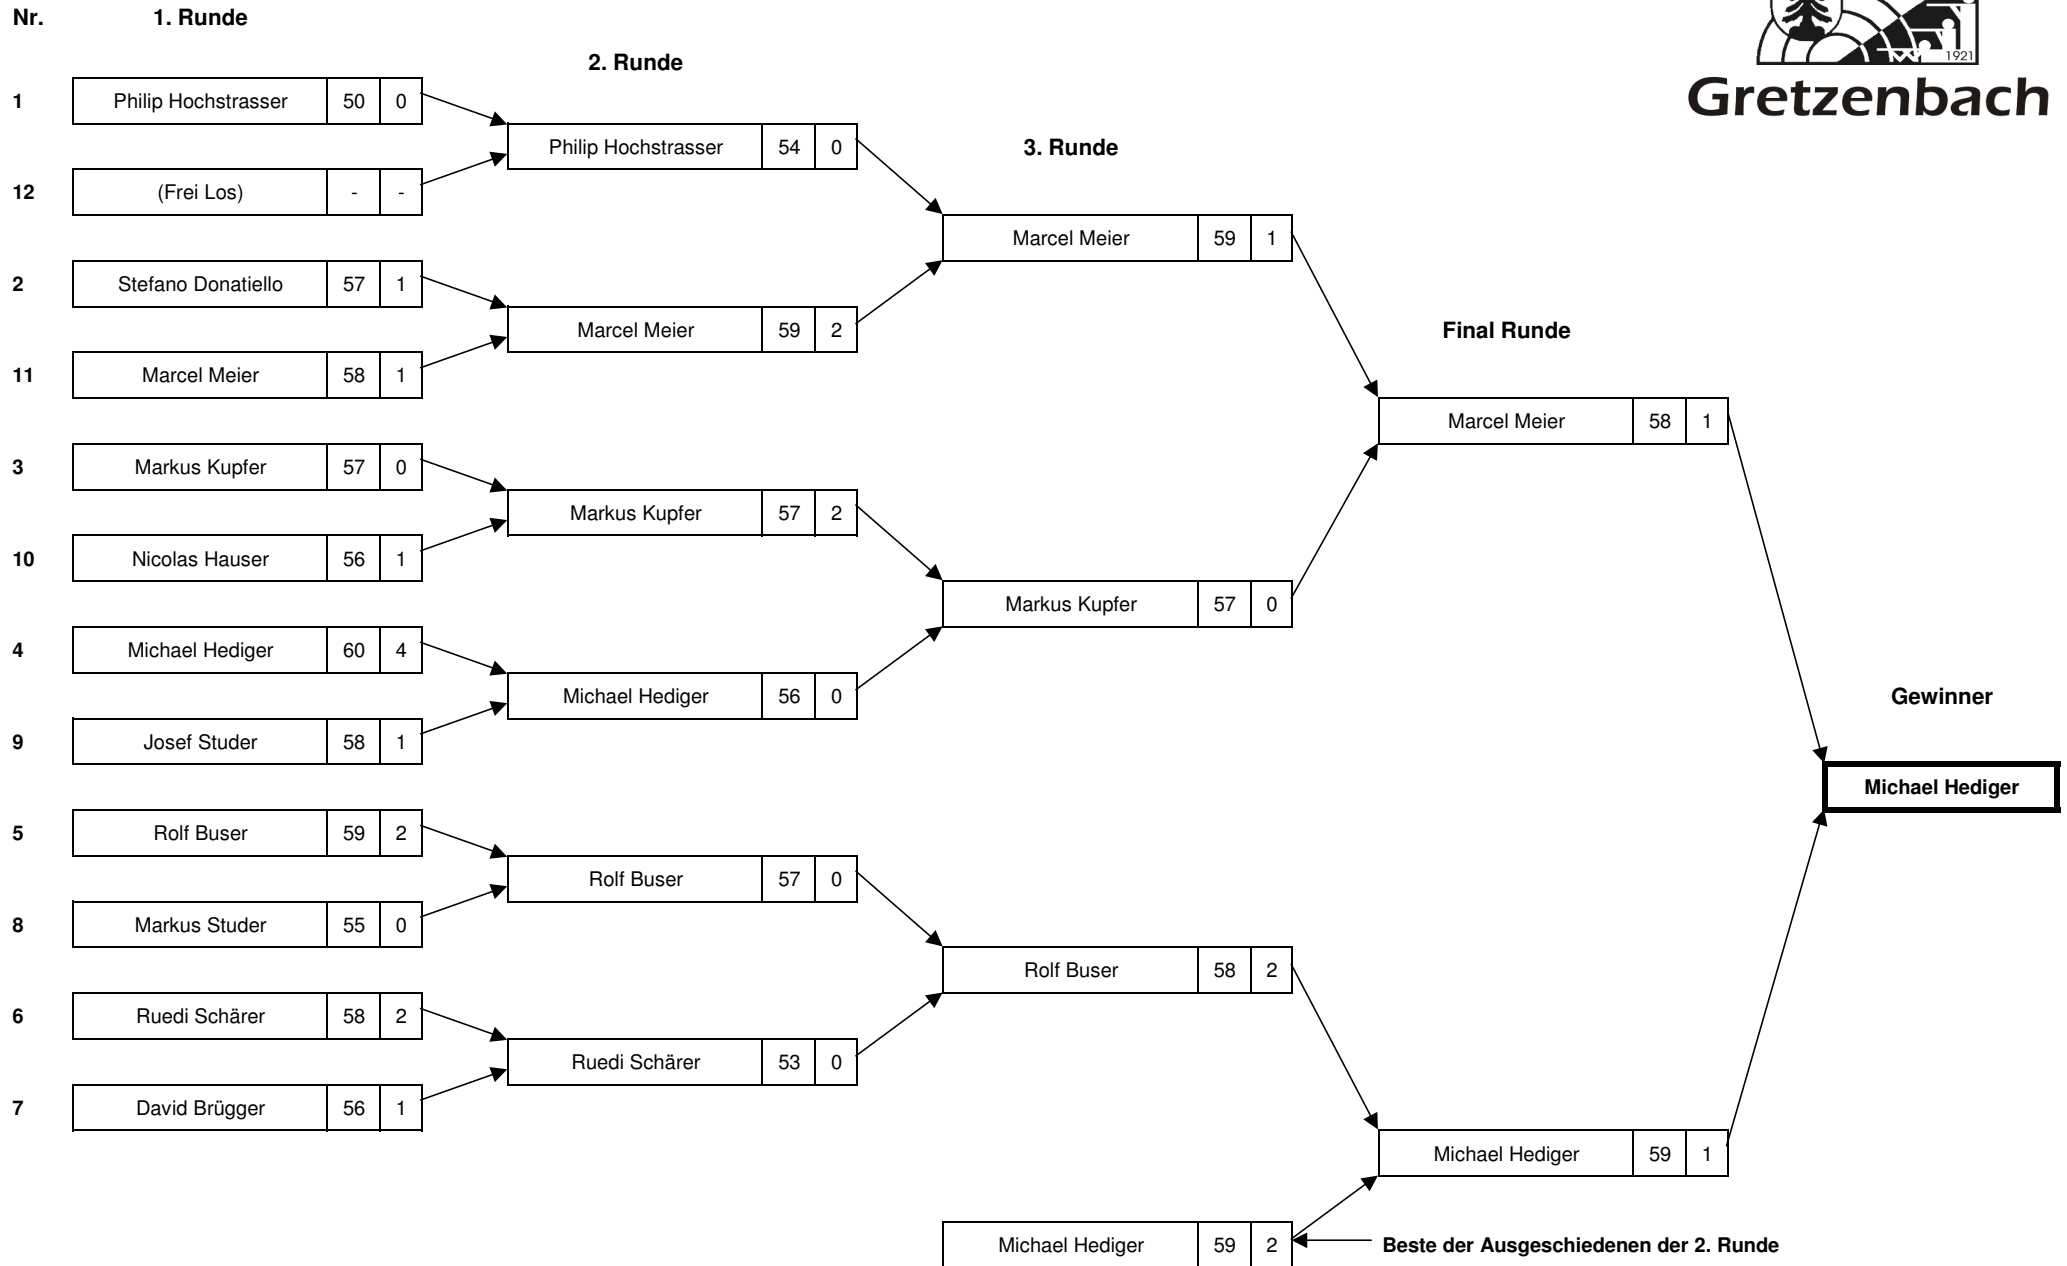 Nr. 1. Runde
1921
2. Runde
Gretzenbach
1 Philip Hochstrasser 50 0
Philip Hochstrasser 54 0
3. Runde
12 (Frei Los) - -
Marcel Meier 59 1
2 Stefano Donatiello 57 1
Marcel Meier 59 2
Final Runde
11 Marcel Meier 58 1
Marcel Meier 58 1
3 Markus Kupfer 57 0
Markus Kupfer 57 2
10 Nicolas Hauser 56 1
Markus Kupfer 57 0
4 Michael Hediger 60 4
Michael Hediger 56 0
Gewinner
9 Josef Studer 58 1
Michael Hediger
5 Rolf Buser 59 2
Rolf Buser 57 0
8 Markus Studer 55 0
Rolf Buser 58 2
6 Ruedi Schärer 58 2
Ruedi Schärer 53 0
7 David Brügger 56 1
Michael Hediger 59 1
Michael Hediger 59 2 Beste der Ausgeschiedenen der 2. Runde